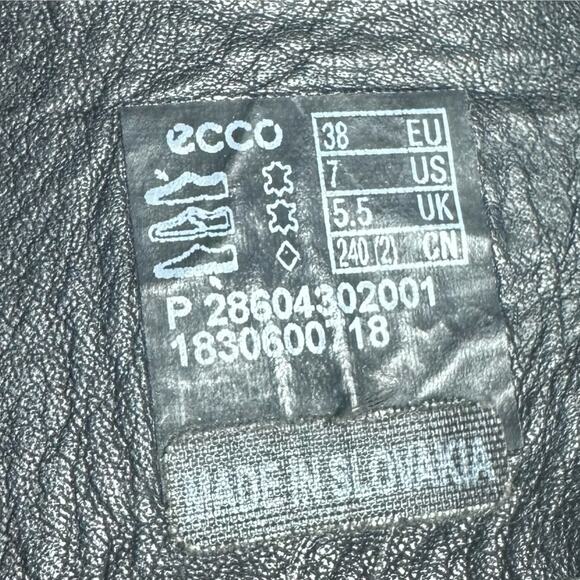 ecco
38 EU
7 US
5.5 UK
240 (2) CN
P 28604302001
1830600718
MADE IN SLOVAKIA